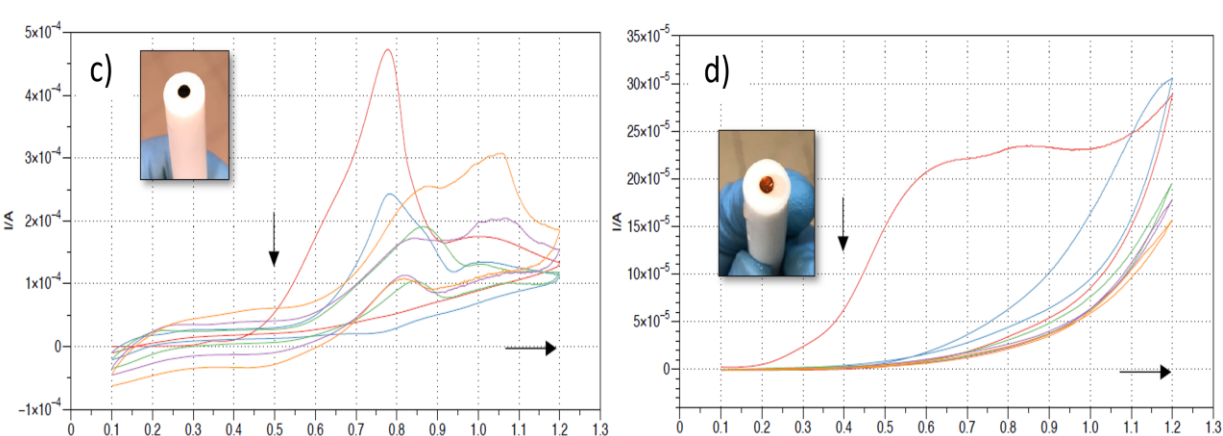 c)
5x10⁻⁴
4x10⁻⁴
3x10⁻⁴
2x10⁻⁴
1x10⁻⁴
0
−1x10⁻⁴
I/A
0 0.1 0.2 0.3 0.4 0.5 0.6 0.7 0.8 0.9 1.0 1.1 1.2 1.3
d)
35x10⁻⁵
30x10⁻⁵
25x10⁻⁵
20x10⁻⁵
15x10⁻⁵
10x10⁻⁵
5x10⁻⁵
0
I/A
0 0.1 0.2 0.3 0.4 0.5 0.6 0.7 0.8 0.9 1.0 1.1 1.2 1.3